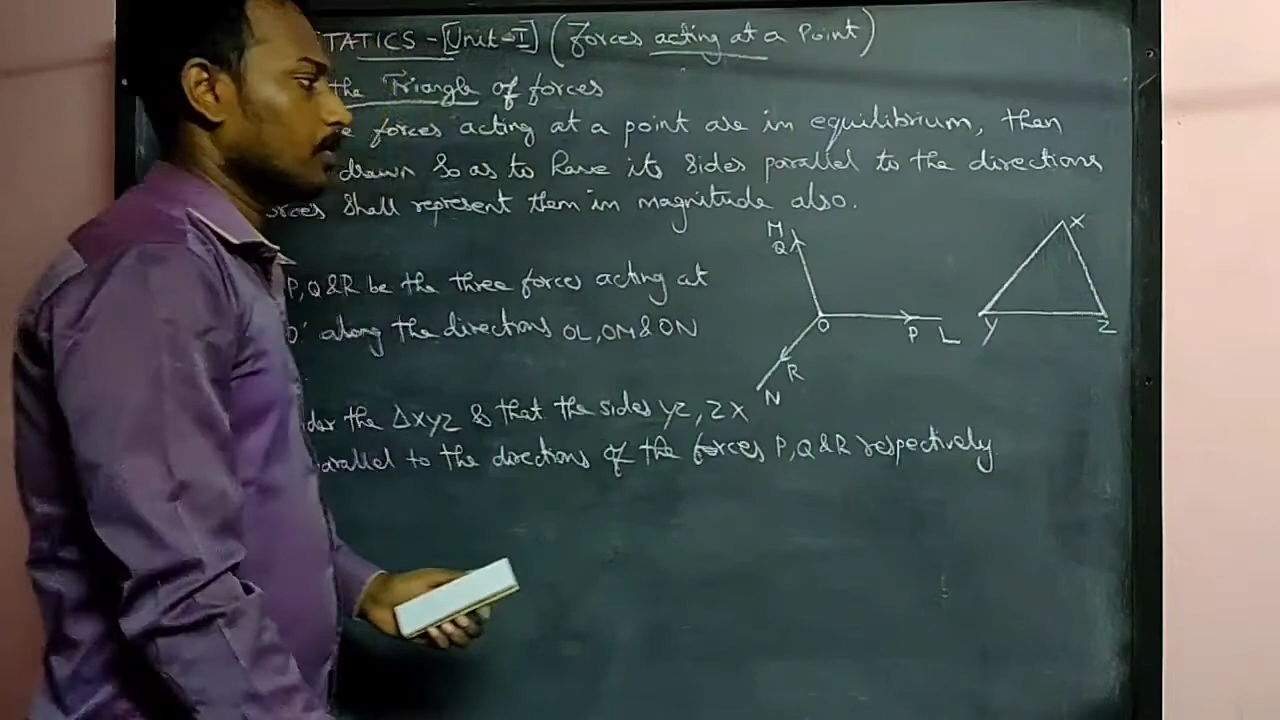 TATICS - [Unit-I] (Forces acting at a Point)
the Triangle of forces
e forces acting at a point are in equilibrium, then
drawn so as to have its sides parallel to the directions
rces shall represent them in magnitude also.
M
Q
O
P
L
R
N
X
Y
Z
P, Q & R be the three forces acting at
'O' along the directions OL, OM & ON
der the ΔXYZ & that the sides YZ, ZX
arallel to the directions of the forces P, Q & R respectively